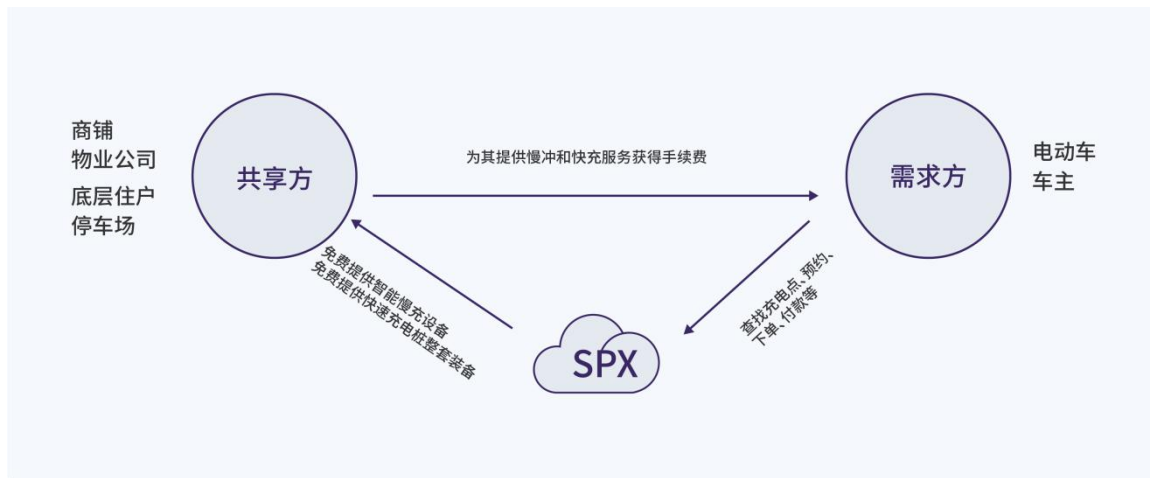 商铺
物业公司
底层住户
停车场
共享方
为其提供慢冲和快充服务获得手续费
需求方
电动车
车主
免费提供智能慢充设备
免费提供快速充电桩整套装备
查找充电点、预约、
下单、付款等
SPX